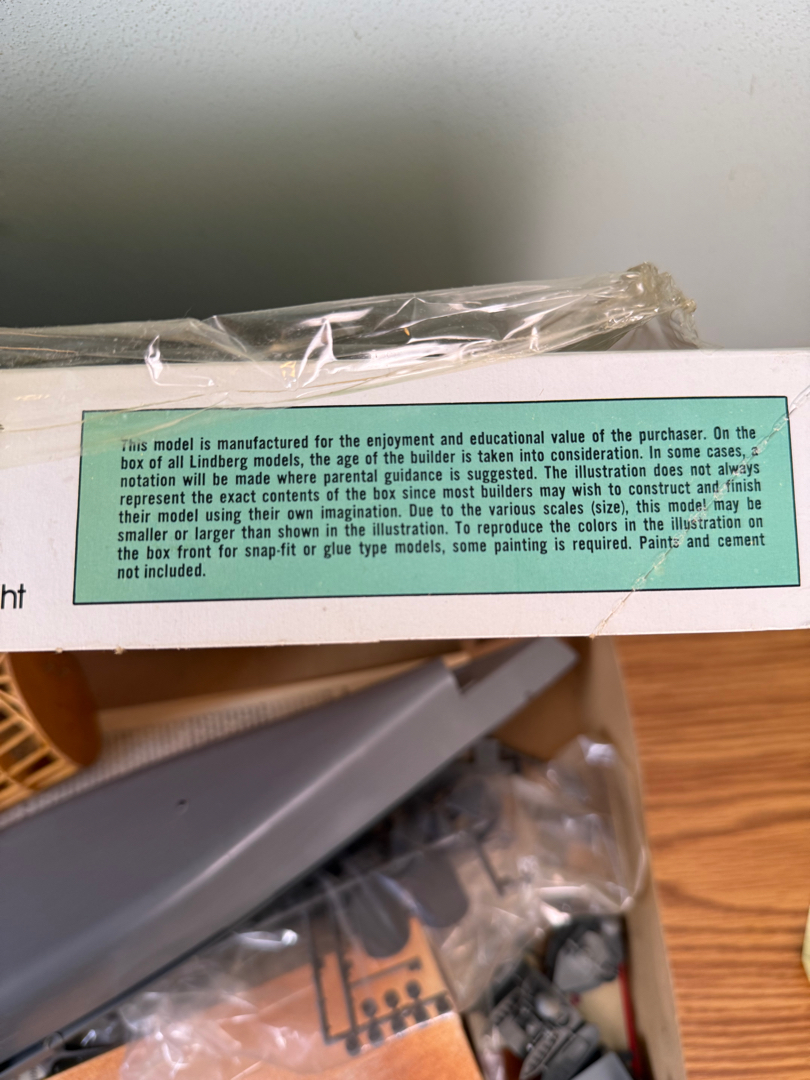 This model is manufactured for the enjoyment and educational value of the purchaser. On the
box of all Lindberg models, the age of the builder is taken into consideration. In some cases, a
notation will be made where parental guidance is suggested. The illustration does not always
represent the exact contents of the box since most builders may wish to construct and finish
their model using their own imagination. Due to the various scales (size), this model may be
smaller or larger than shown in the illustration. To reproduce the colors in the illustration on
the box front for snap-fit or glue type models, some painting is required. Paints and cement
not included.
ht